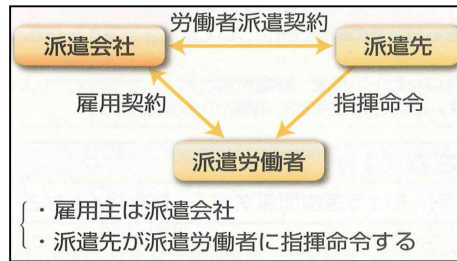 労働者派遣契約
派遣会社
派遣先
雇用契約
指揮命令
派遣労働者
・雇用主は派遣会社
・派遣先が派遣労働者に指揮命令する